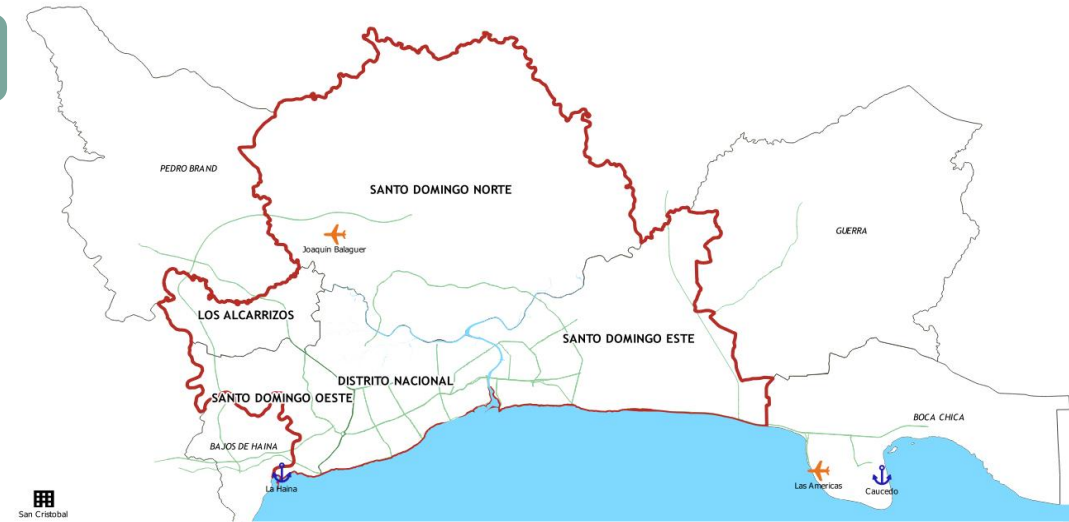 PEDRO BRAND
SANTO DOMINGO NORTE
GUERRA
Joaquin Balaguer
LOS ALCARRIZOS
SANTO DOMINGO ESTE
DISTRITO NACIONAL
SANTO DOMINGO OESTE
BOCA CHICA
BAJOS DE HAINA
La Haina
Las Americas
Caucedo
San Cristobal